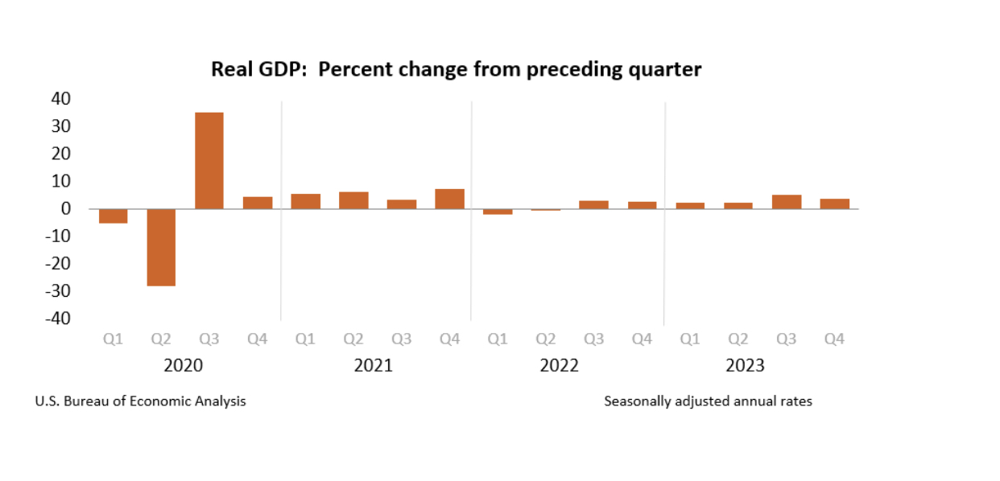 Real GDP:  Percent change from preceding quarter
40
30
20
10
0
-10
-20
-30
-40
Q1 Q2 Q3 Q4 Q1 Q2 Q3 Q4 Q1 Q2 Q3 Q4 Q1 Q2 Q3 Q4
2020 2021 2022 2023
U.S. Bureau of Economic Analysis Seasonally adjusted annual rates